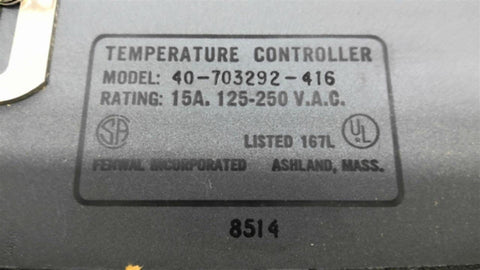 TEMPERATURE CONTROLLER
MODEL: 40-703292-416
RATING: 15A. 125-250 V.A.C.
SA LISTED 167L UL
FENWAL INCORPORATED ASHLAND, MASS.
8514